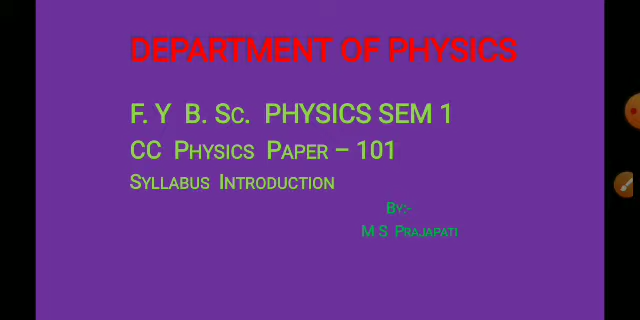 DEPARTMENT OF PHYSICS
F. Y B. SC. PHYSICS SEM 1
CC PHYSICS PAPER – 101
SYLLABUS INTRODUCTION
BY:-
M S PRAJAPATI